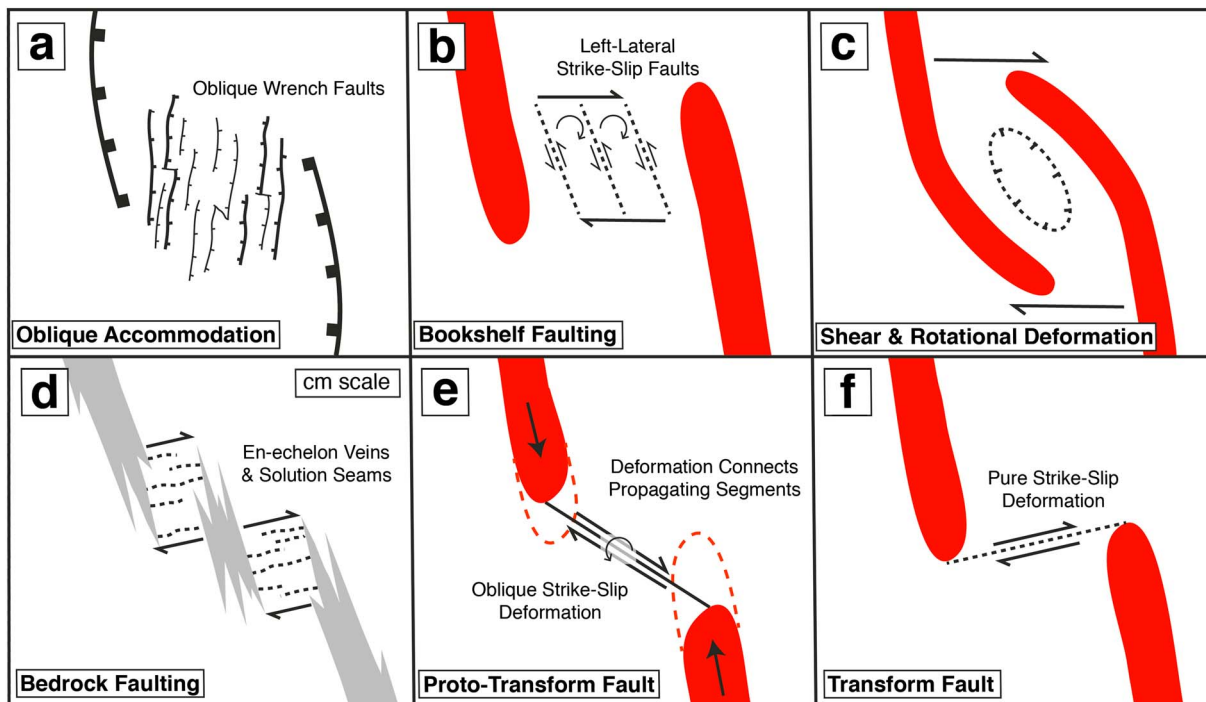 a
Oblique Wrench Faults
Oblique Accommodation
b
Left-Lateral
Strike-Slip Faults
Bookshelf Faulting
c
Shear & Rotational Deformation
d
cm scale
En-echelon Veins
& Solution Seams
Bedrock Faulting
e
Deformation Connects
Propagating Segments
Oblique Strike-Slip
Deformation
Proto-Transform Fault
f
Pure Strike-Slip
Deformation
Transform Fault